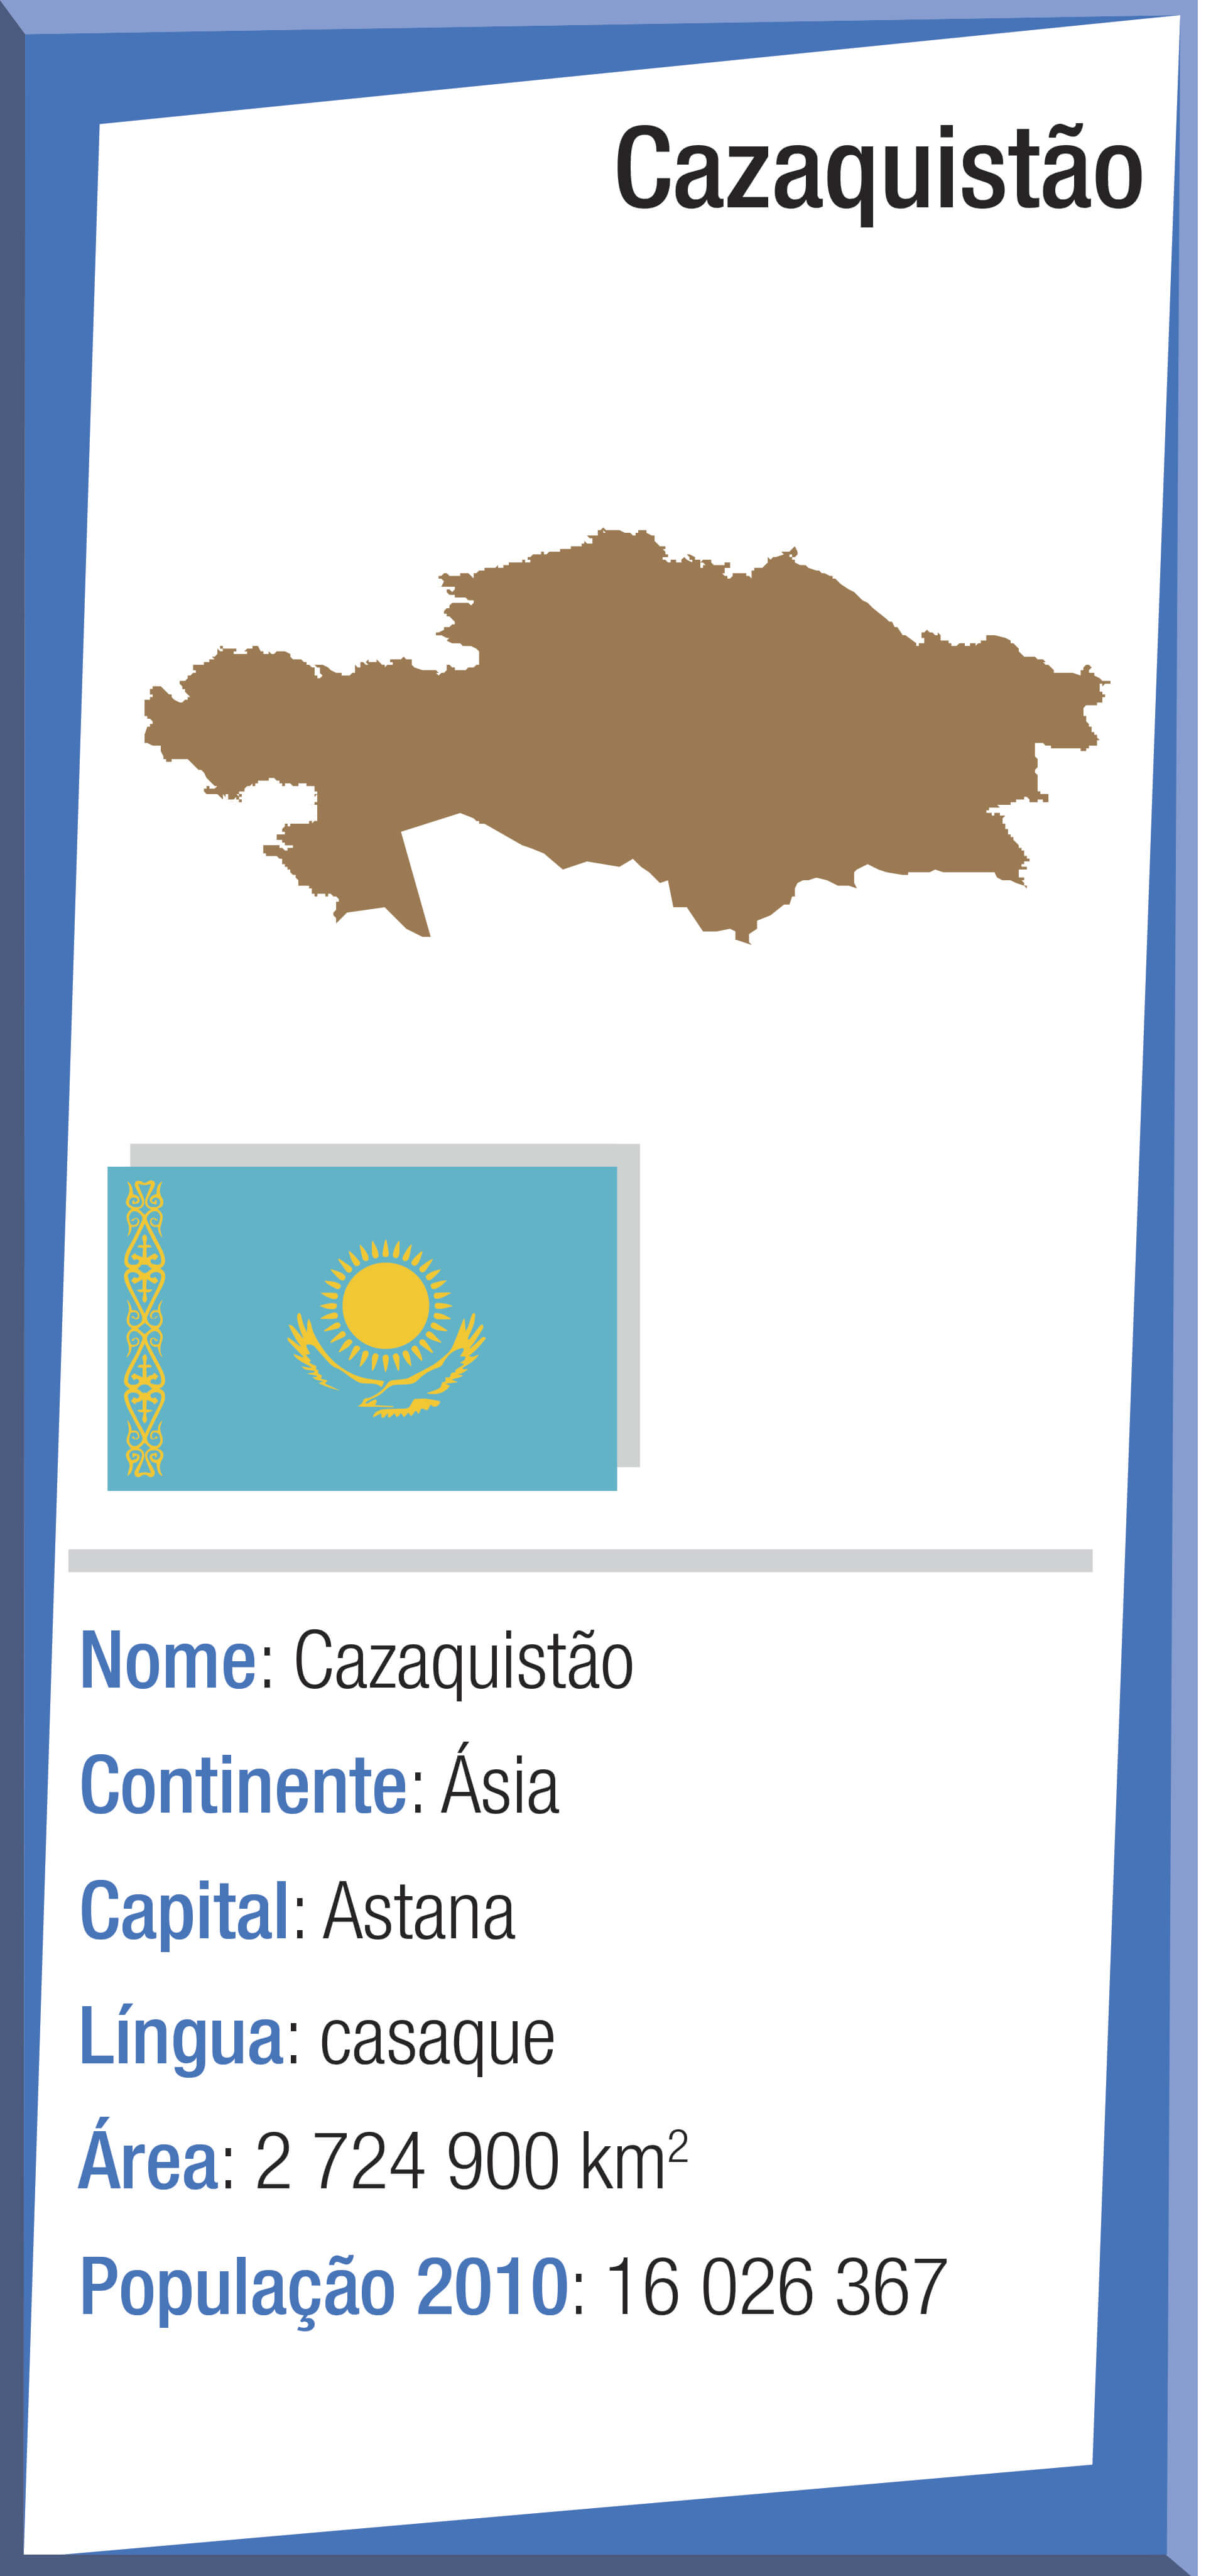 Cazaquistão
Nome: Cazaquistão
Continente: Ásia
Capital: Astana
Língua: casaque
Área: 2 724 900 km²
População 2010: 16 026 367